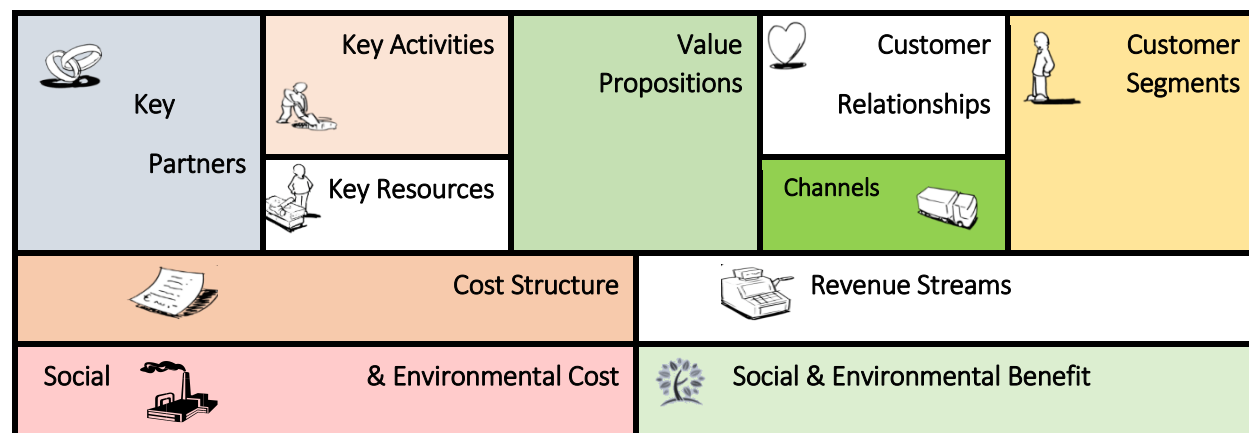 Key
Partners
Key Activities
Key Resources
Value
Propositions
Customer
Relationships
Channels
Customer
Segments
Cost Structure
Revenue Streams
Social & Environmental Cost
Social & Environmental Benefit